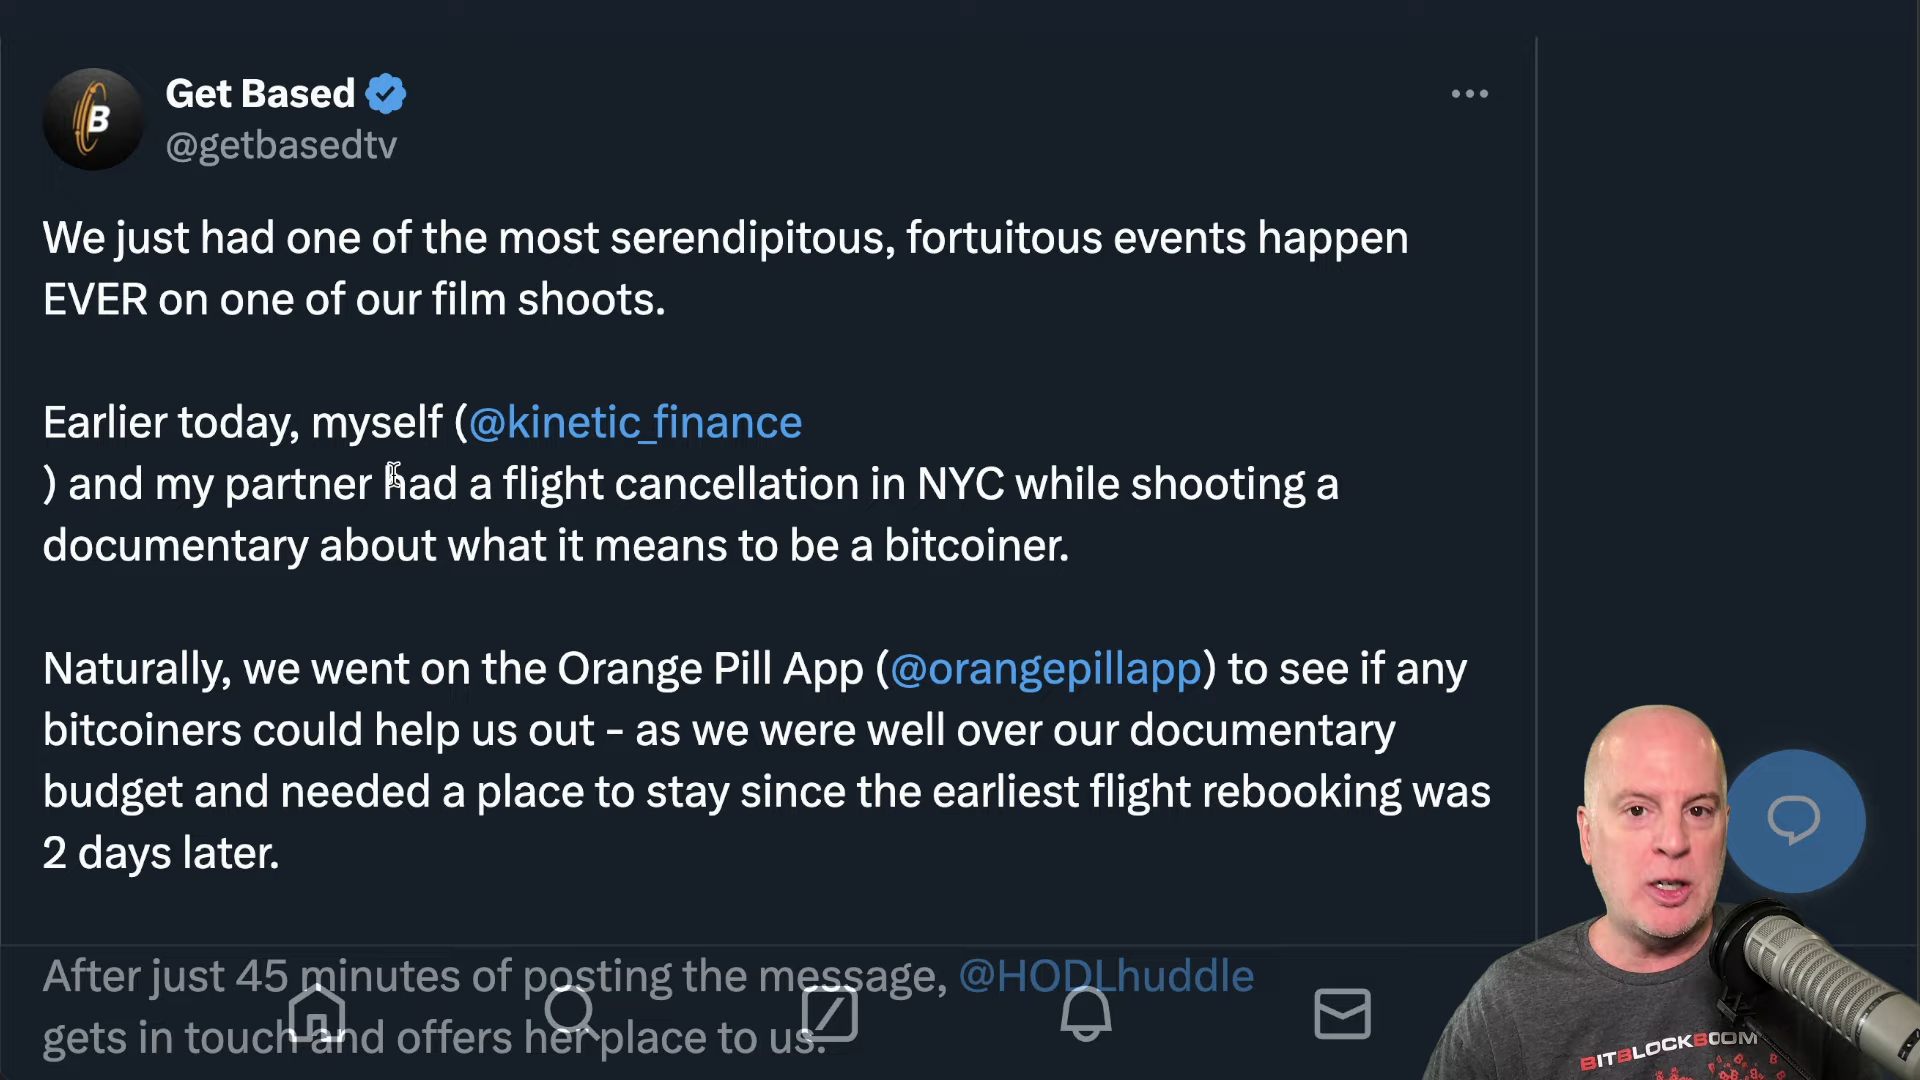 Get Based
@getbasedtv
We just had one of the most serendipitous, fortuitous events happen
EVER on one of our film shoots.
Earlier today, myself (@kinetic_finance
) and my partner had a flight cancellation in NYC while shooting a
documentary about what it means to be a bitcoiner.
Naturally, we went on the Orange Pill App (@orangepillapp) to see if any
bitcoiners could help us out - as we were well over our documentary
budget and needed a place to stay since the earliest flight rebooking was
2 days later.
After just 45 minutes of posting the message, @HODLhuddle
gets in touch and offers her place to us.
BITBLOCKBOOM